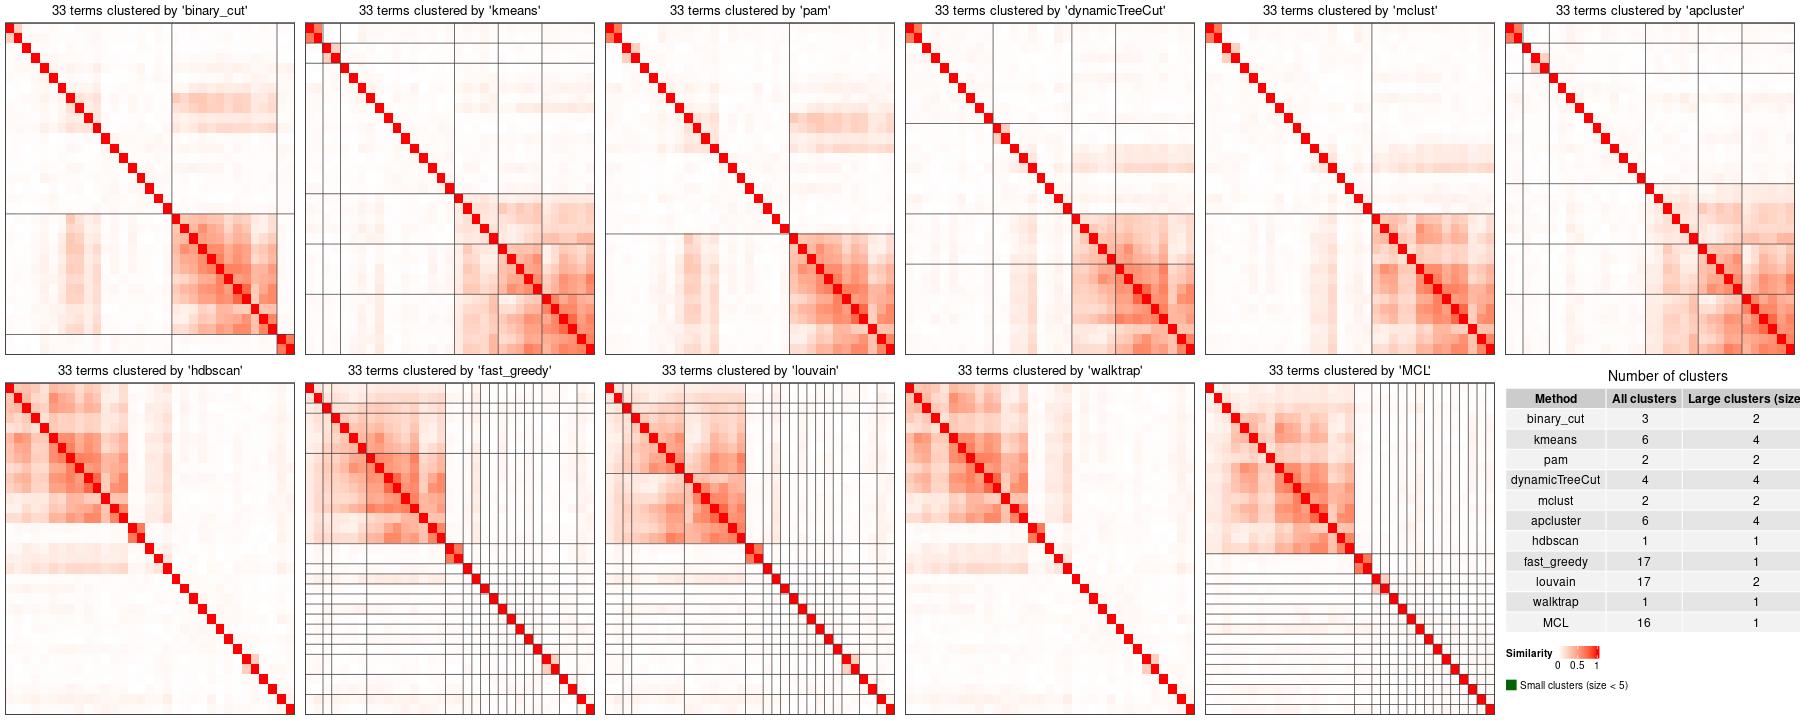 33 terms clustered by 'binary_cut'
33 terms clustered by 'kmeans'
33 terms clustered by 'pam'
33 terms clustered by 'dynamicTreeCut'
33 terms clustered by 'mclust'
33 terms clustered by 'apcluster'
33 terms clustered by 'hdbscan'
33 terms clustered by 'fast_greedy'
33 terms clustered by 'louvain'
33 terms clustered by 'walktrap'
33 terms clustered by 'MCL'
Number of clusters
Method All clusters Large clusters (size
binary_cut 3 2
kmeans 6 4
pam 2 2
dynamicTreeCut 4 4
mclust 2 2
apcluster 6 4
hdbscan 1 1
fast_greedy 17 1
louvain 17 2
walktrap 1 1
MCL 16 1
Similarity
0 0.5 1
Small clusters (size < 5)